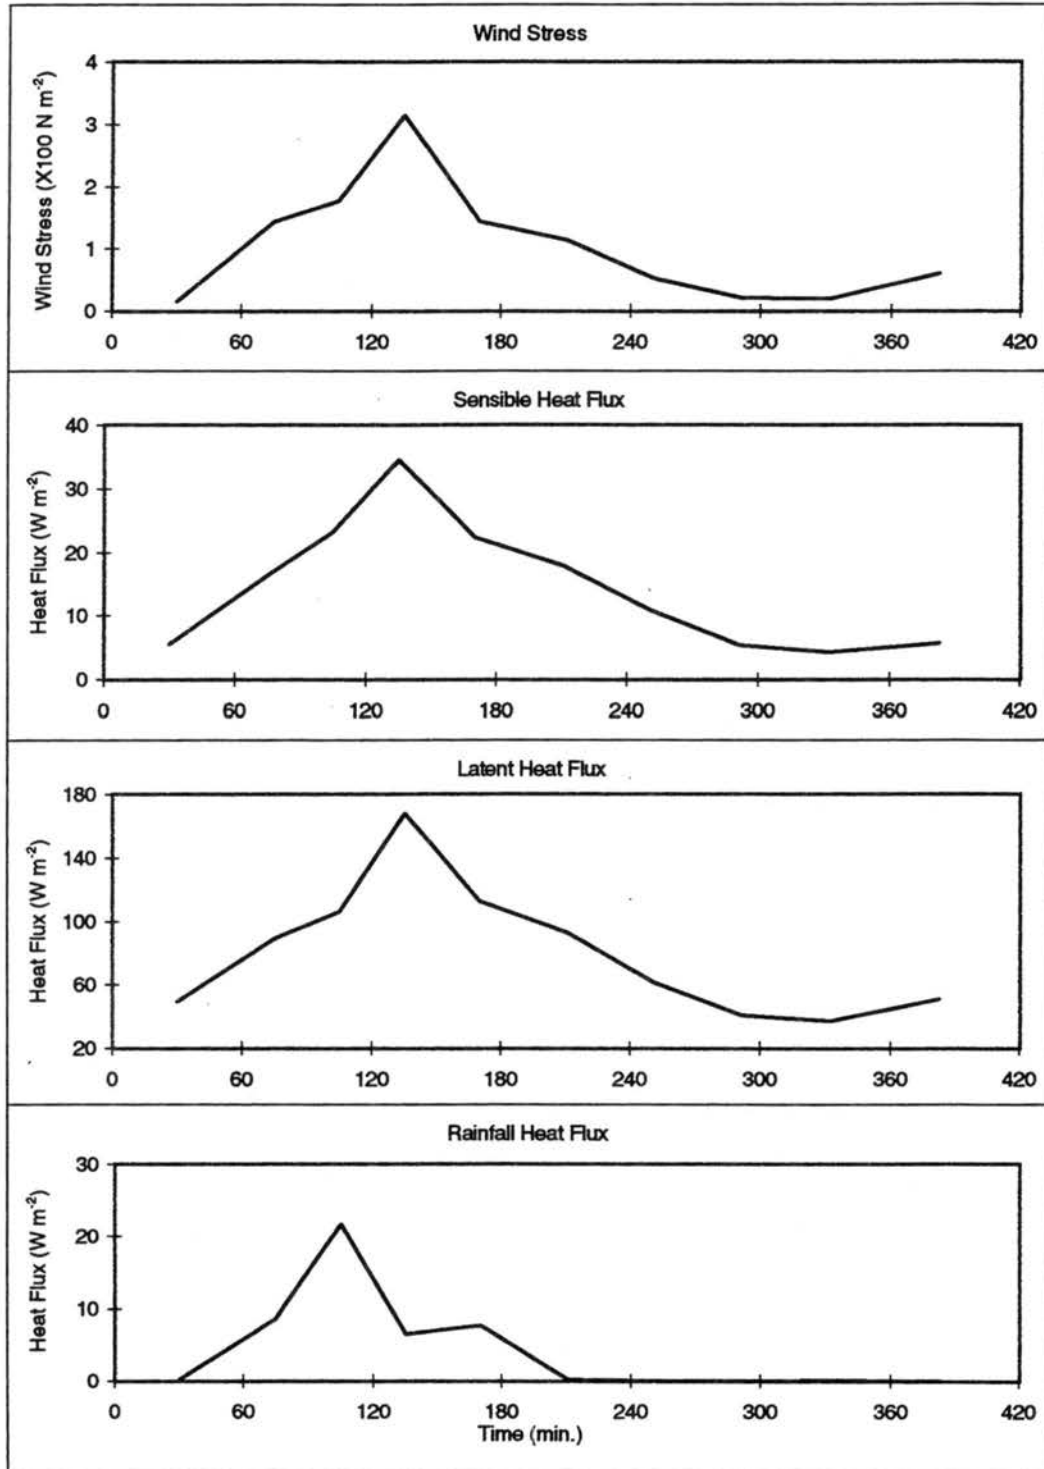 Wind Stress
Wind Stress (X100 N m-2)
4
3
2
1
0
0 60 120 180 240 300 360 420
Sensible Heat Flux
Heat Flux (W m-2)
40
30
20
10
0
0 60 120 180 240 300 360 420
Latent Heat Flux
Heat Flux (W m-2)
180
140
100
60
20
0 60 120 180 240 300 360 420
Rainfall Heat Flux
Heat Flux (W m-2)
30
20
10
0
0 60 120 180 240 300 360 420
Time (min.)